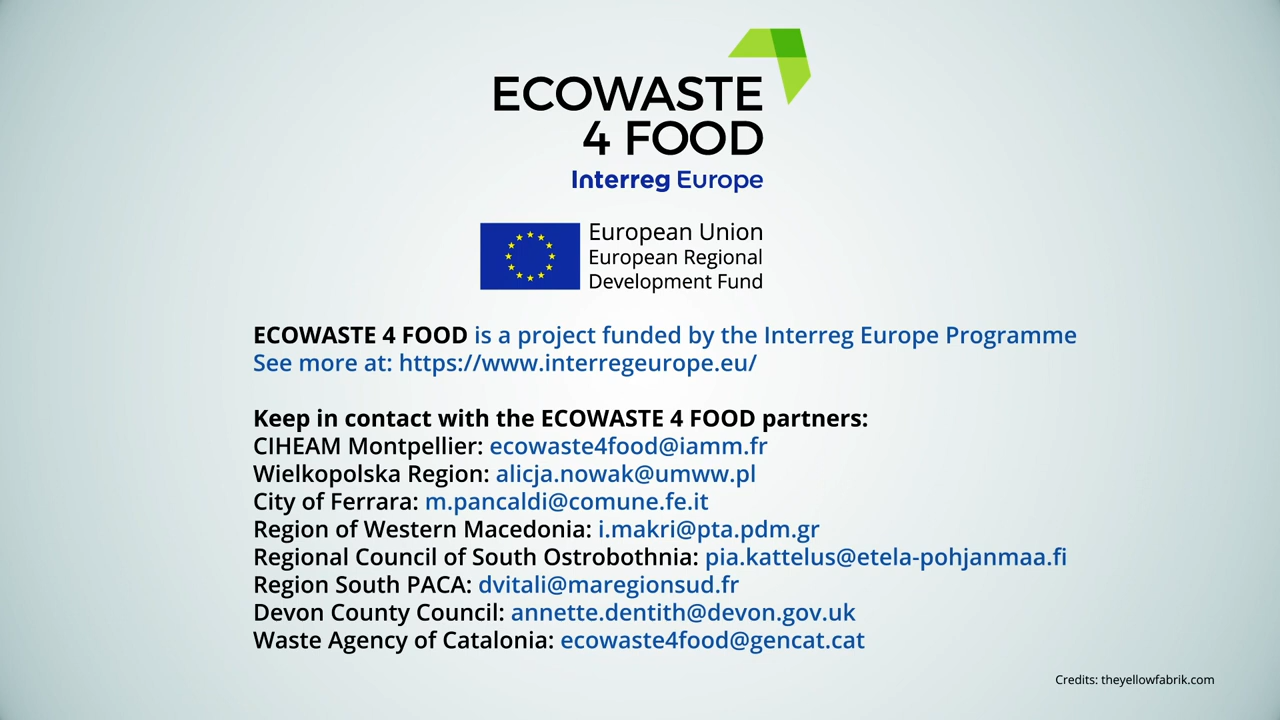 ECOWASTE
4 FOOD
Interreg Europe
European Union
European Regional
Development Fund
ECOWASTE 4 FOOD is a project funded by the Interreg Europe Programme
See more at: https://www.interregeurope.eu/
Keep in contact with the ECOWASTE 4 FOOD partners:
CIHEAM Montpellier: ecowaste4food@iamm.fr
Wielkopolska Region: alicja.nowak@umww.pl
City of Ferrara: m.pancaldi@comune.fe.it
Region of Western Macedonia: i.makri@pta.pdm.gr
Regional Council of South Ostrobothnia: pia.kattelus@etela-pohjanmaa.fi
Region South PACA: dvitali@maregionsud.fr
Devon County Council: annette.dentith@devon.gov.uk
Waste Agency of Catalonia: ecowaste4food@gencat.cat
Credits: theyellowfabrik.com